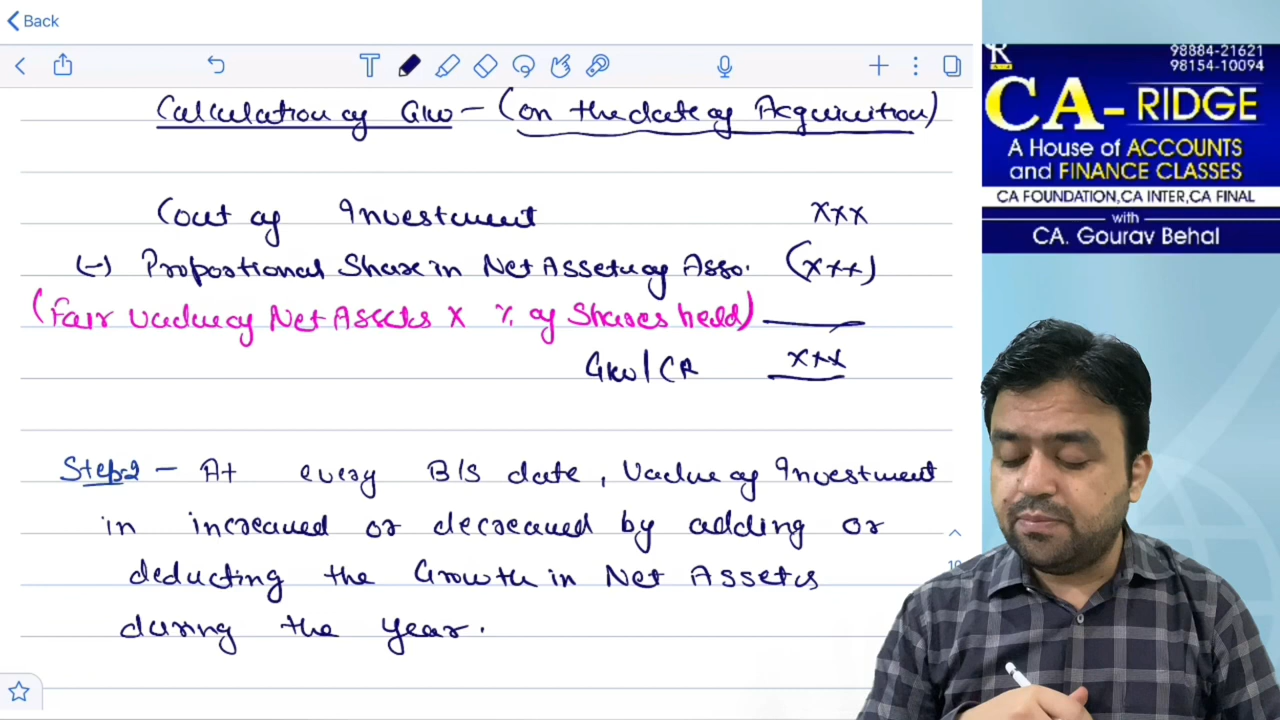 Back
Calculation of GW - (on the date of Acquisition)
Cost of Investment xxx
(-) Proportional Share in Net Assets of Asso. (xxx)
(Fair Value of Net Assets x % of Shares held)
GW/CR xxx
Step-2 - At every B/S date, Value of Investment
is increased or decreased by adding or
deducting the Growth in Net Assets
during the year.
98884-21621
98154-10094
CA- RIDGE
A House of ACCOUNTS
and FINANCE CLASSES
CA FOUNDATION,CA INTER,CA FINAL
with
CA. Gourav Behal